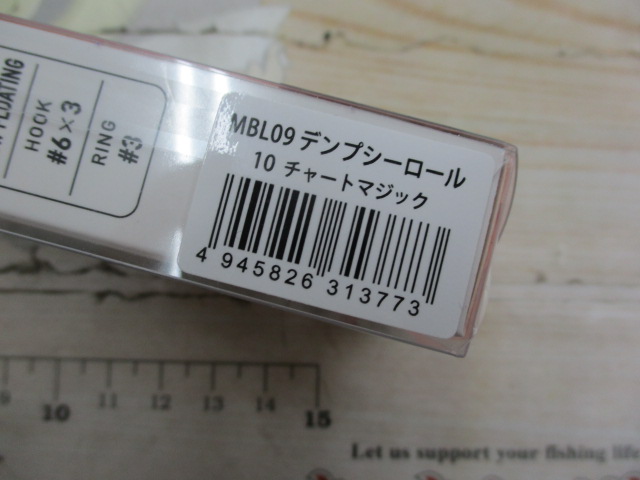 FLOATING
HOOK
#6×3
RING
#3
MBL09デンプシーロール
10 チャートマジック
4 945826 313773
10 11 12 13 14 15
Let us support your fishing life